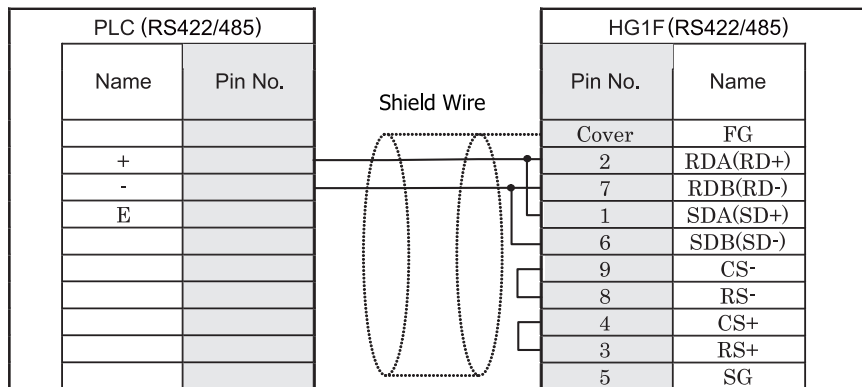 PLC (RS422/485)
Name Pin No.
+
-
E
Shield Wire
HG1F(RS422/485)
Pin No. Name
Cover FG
2 RDA(RD+)
7 RDB(RD-)
1 SDA(SD+)
6 SDB(SD-)
9 CS-
8 RS-
4 CS+
3 RS+
5 SG